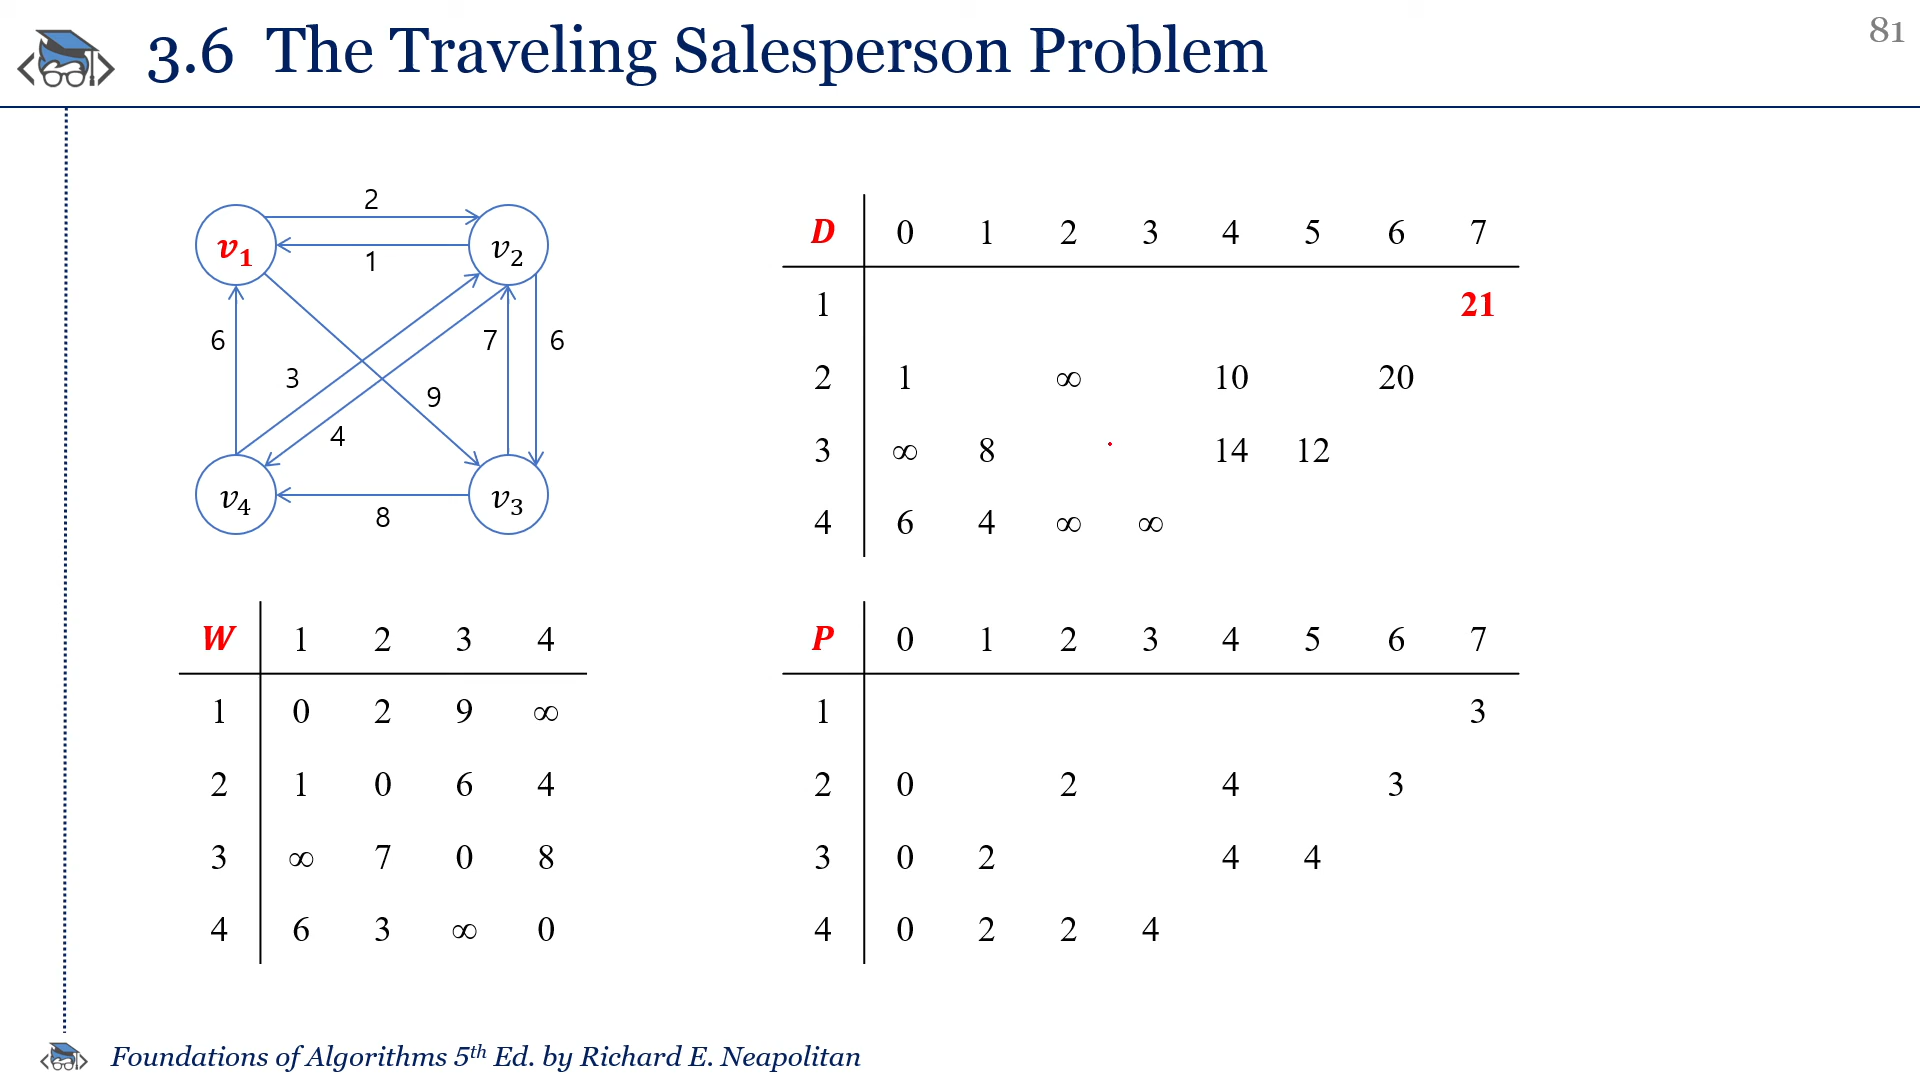 3.6 The Traveling Salesperson Problem
81
2
1
v1
v2
6
3
4
9
7
6
v4
v3
8
D 0 1 2 3 4 5 6 7
1 21
2 1 ∞ 10 20
3 ∞ 8 14 12
4 6 4 ∞ ∞
W 1 2 3 4
1 0 2 9 ∞
2 1 0 6 4
3 ∞ 7 0 8
4 6 3 ∞ 0
P 0 1 2 3 4 5 6 7
1 3
2 0 2 4 3
3 0 2 4 4
4 0 2 2 4
Foundations of Algorithms 5th Ed. by Richard E. Neapolitan